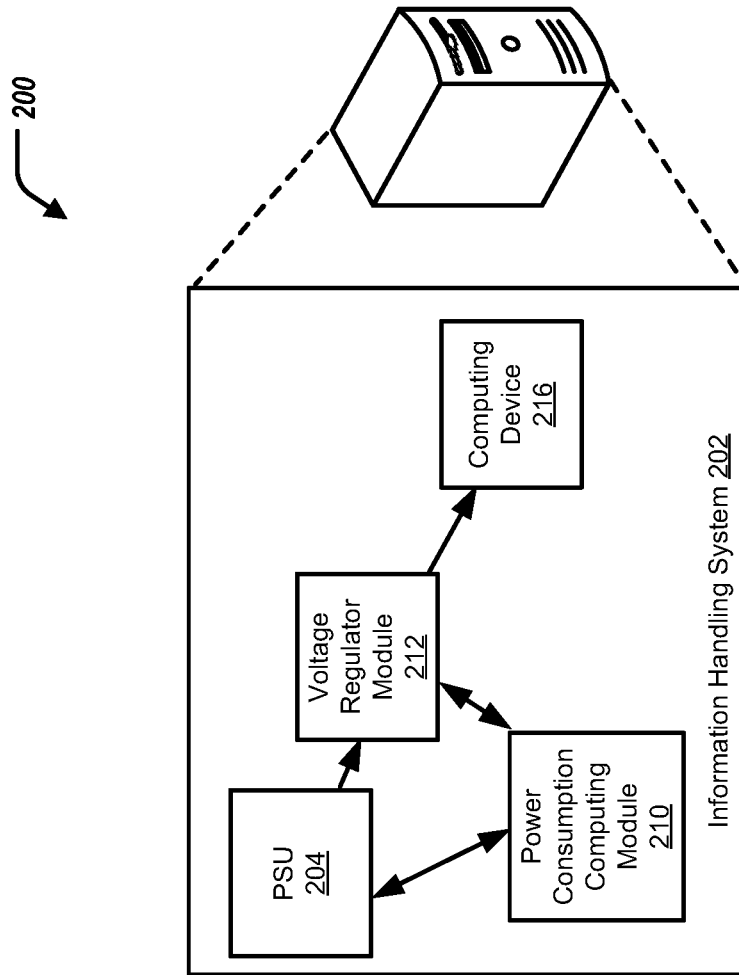 200
PSU
204
Voltage
Regulator
Module
212
Computing
Device
216
Power
Consumption
Computing
Module
210
Information Handling System 202